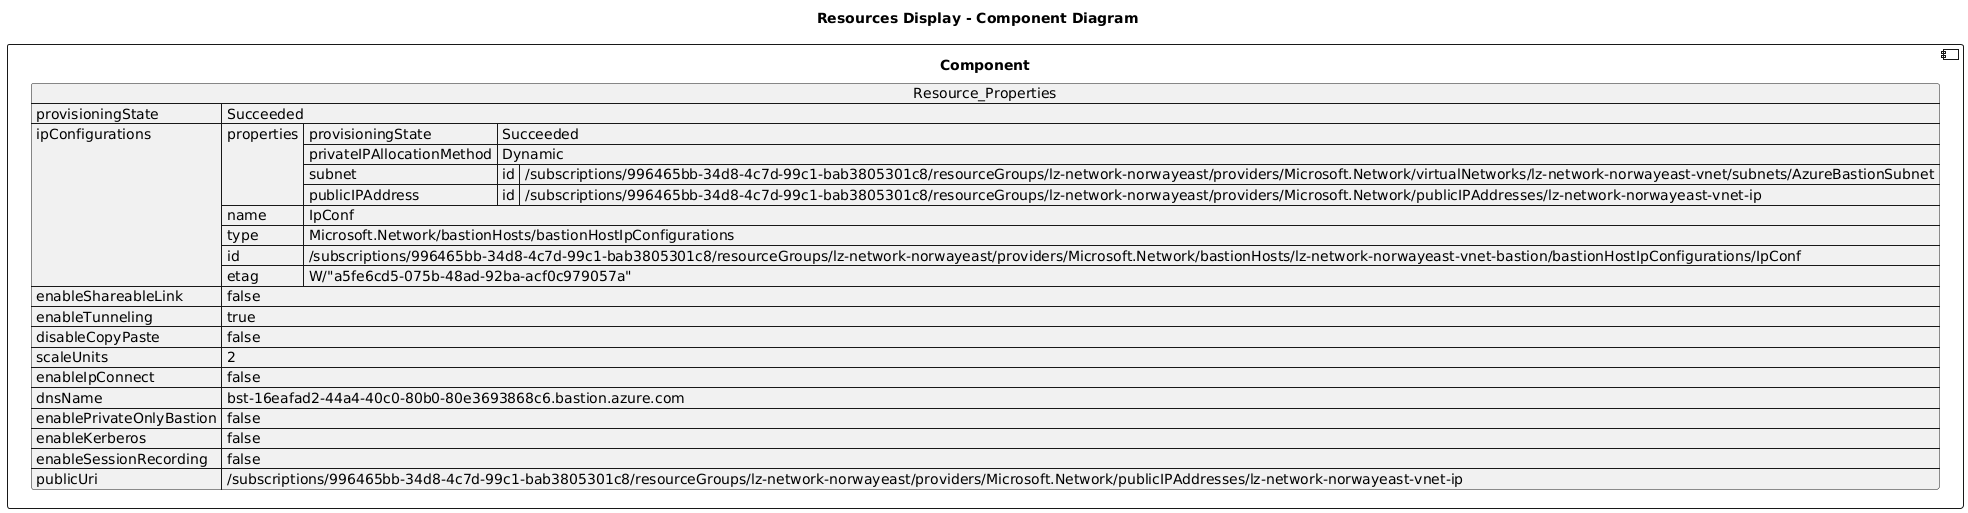 Resources Display - Component Diagram
Component
Resource_Properties
provisioningState Succeeded
ipConfigurations properties provisioningState Succeeded
privateIPAllocationMethod Dynamic
subnet id /subscriptions/996465bb-34d8-4c7d-99c1-bab3805301c8/resourceGroups/lz-network-norwayeast/providers/Microsoft.Network/virtualNetworks/lz-network-norwayeast-vnet/subnets/AzureBastionSubnet
publicIPAddress id /subscriptions/996465bb-34d8-4c7d-99c1-bab3805301c8/resourceGroups/lz-network-norwayeast/providers/Microsoft.Network/publicIPAddresses/lz-network-norwayeast-vnet-ip
name IpConf
type Microsoft.Network/bastionHosts/bastionHostIpConfigurations
id /subscriptions/996465bb-34d8-4c7d-99c1-bab3805301c8/resourceGroups/lz-network-norwayeast/providers/Microsoft.Network/bastionHosts/lz-network-norwayeast-vnet-bastion/bastionHostIpConfigurations/IpConf
etag W/"a5fe6cd5-075b-48ad-92ba-acf0c979057a"
enableShareableLink false
enableTunneling true
disableCopyPaste false
scaleUnits 2
enableIpConnect false
dnsName bst-16eafad2-44a4-40c0-80b0-80e3693868c6.bastion.azure.com
enablePrivateOnlyBastion false
enableKerberos false
enableSessionRecording false
publicUri /subscriptions/996465bb-34d8-4c7d-99c1-bab3805301c8/resourceGroups/lz-network-norwayeast/providers/Microsoft.Network/publicIPAddresses/lz-network-norwayeast-vnet-ip